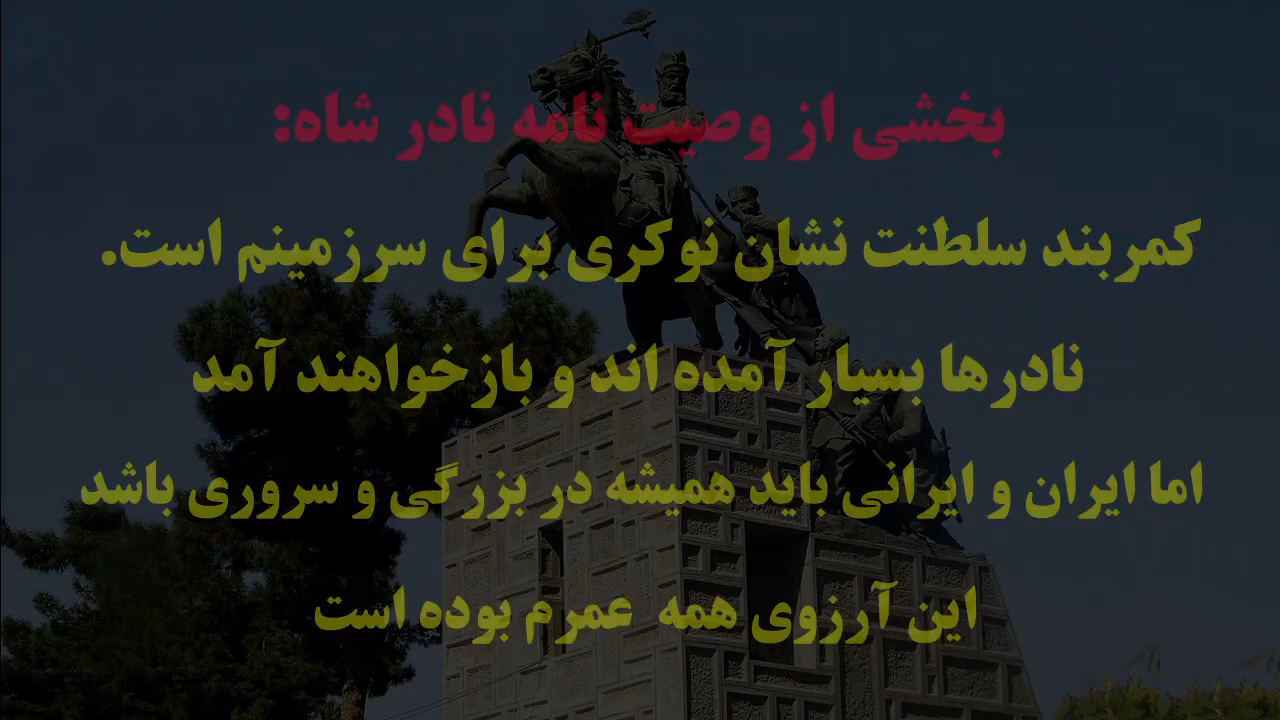 بخشی از وصیت نامه نادر شاه:
کمربند سلطنت نشان نوکری برای سرزمینم است.
نادرها بسیار آمده اند و بازخواهند آمد
اما ایران و ایرانی باید همیشه در بزرگی و سروری باشد
این آرزوی همه عمرم بوده است